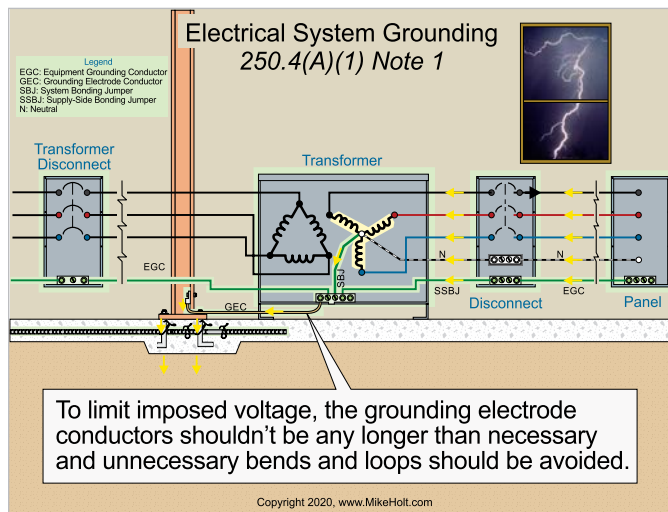 Electrical System Grounding
250.4(A)(1) Note 1
Legend
EGC: Equipment Grounding Conductor
GEC: Grounding Electrode Conductor
SBJ: System Bonding Jumper
SSBJ: Supply-Side Bonding Jumper
N: Neutral
Transformer
Disconnect
Transformer
EGC
SBJ
N
N
GEC
SSBJ
Disconnect
EGC
Panel
To limit imposed voltage, the grounding electrode
conductors shouldn't be any longer than necessary
and unnecessary bends and loops should be avoided.
Copyright 2020, www.MikeHolt.com